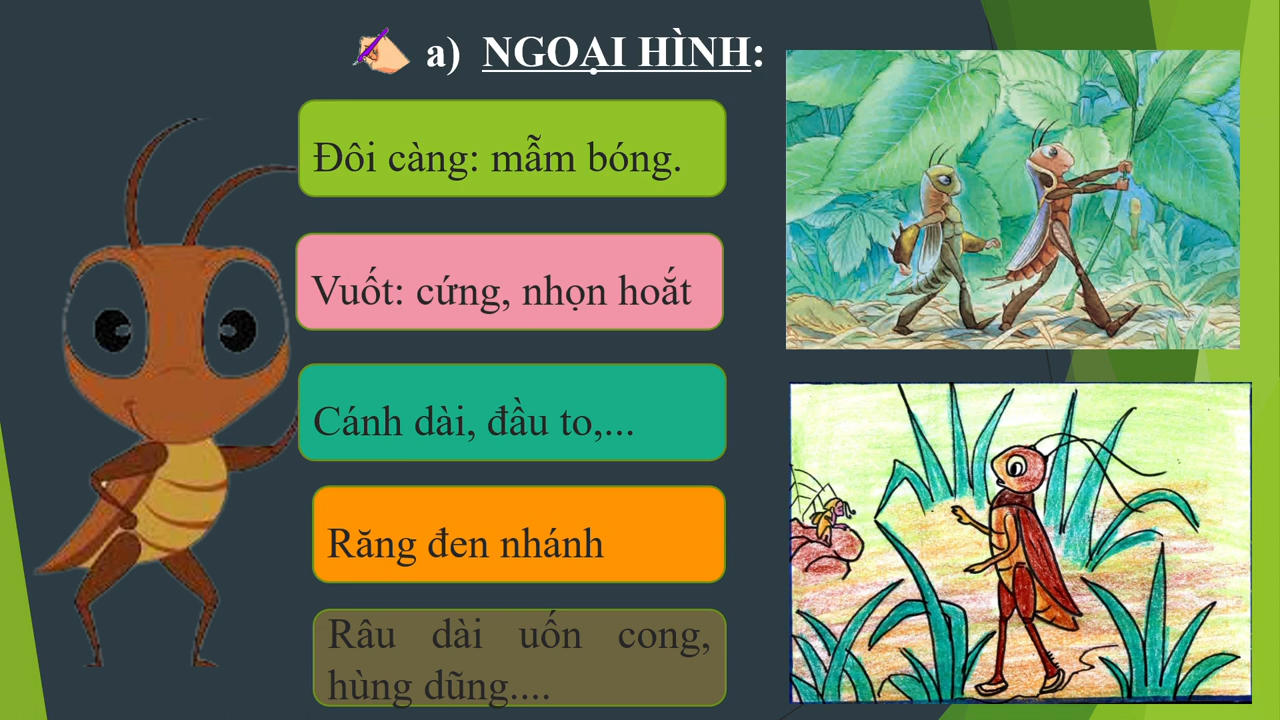 a) NGOẠI HÌNH:
Đôi càng: mẫm bóng.
Vuốt: cứng, nhọn hoắt
Cánh dài, đầu to,...
Răng đen nhánh
Râu dài uốn cong,
hùng dũng....